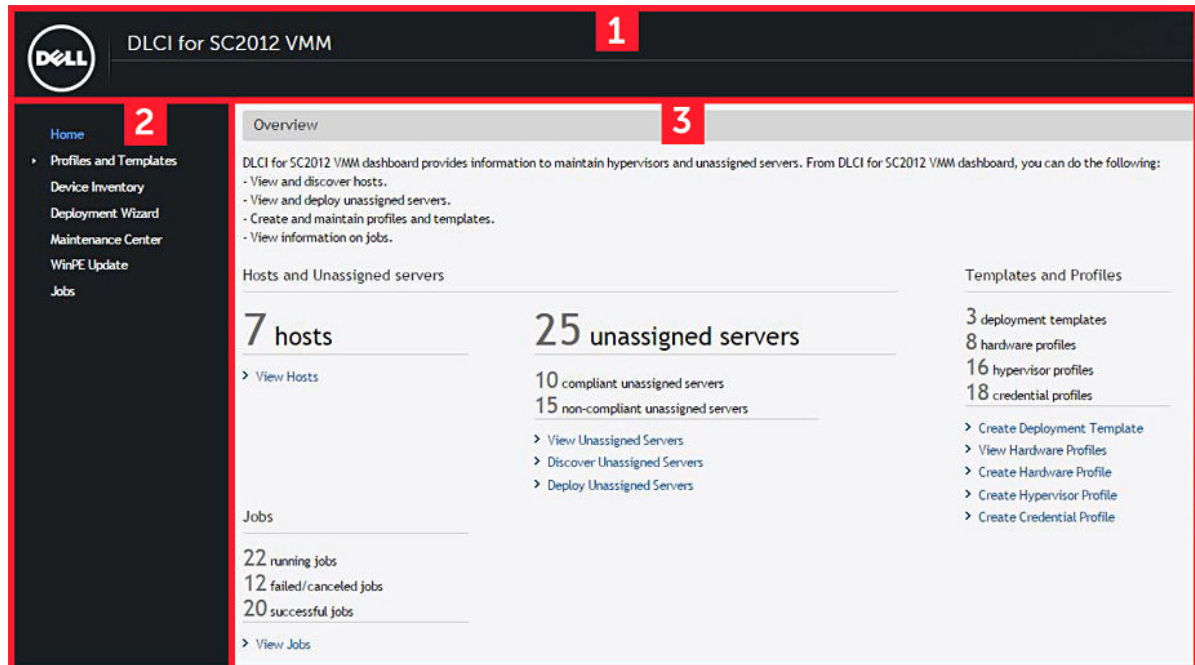 1
DELL
DLCI for SC2012 VMM
2
Home
Profiles and Templates
Device Inventory
Deployment Wizard
Maintenance Center
WinPE Update
Jobs
3
Overview
DLCI for SC2012 VMM dashboard provides information to maintain hypervisors and unassigned servers. From DLCI for SC2012 VMM dashboard, you can do the following:
- View and discover hosts.
- View and deploy unassigned servers.
- Create and maintain profiles and templates.
- View information on jobs.
Hosts and Unassigned servers
7 hosts
> View Hosts
25 unassigned servers
10 compliant unassigned servers
15 non-compliant unassigned servers
> View Unassigned Servers
> Discover Unassigned Servers
> Deploy Unassigned Servers
Templates and Profiles
3 deployment templates
8 hardware profiles
16 hypervisor profiles
18 credential profiles
> Create Deployment Template
> View Hardware Profiles
> Create Hardware Profile
> Create Hypervisor Profile
> Create Credential Profile
Jobs
22 running jobs
12 failed/canceled jobs
20 successful jobs
> View Jobs